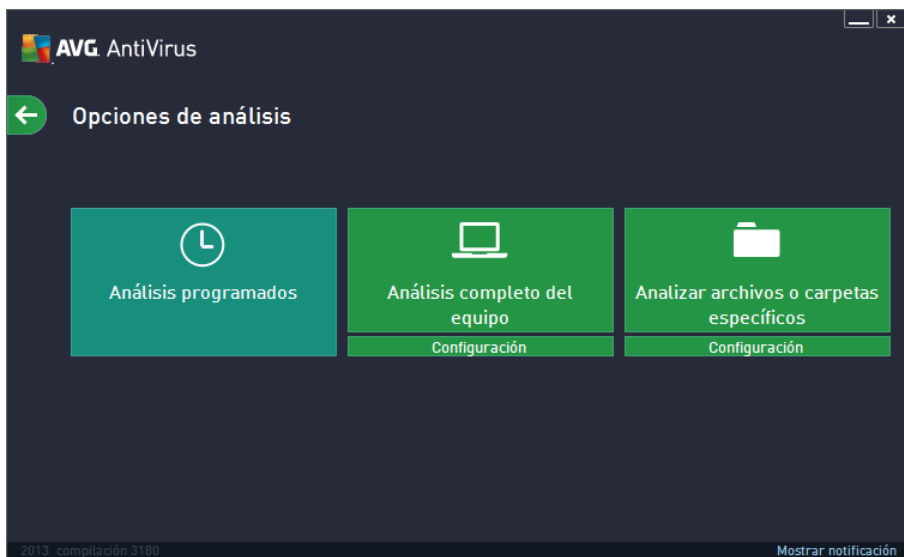 AVG. AntiVirus
Opciones de análisis
Análisis programados
Análisis completo del
equipo
Configuración
Analizar archivos o carpetas
específicos
Configuración
2013 compilación 3180
Mostrar notificación